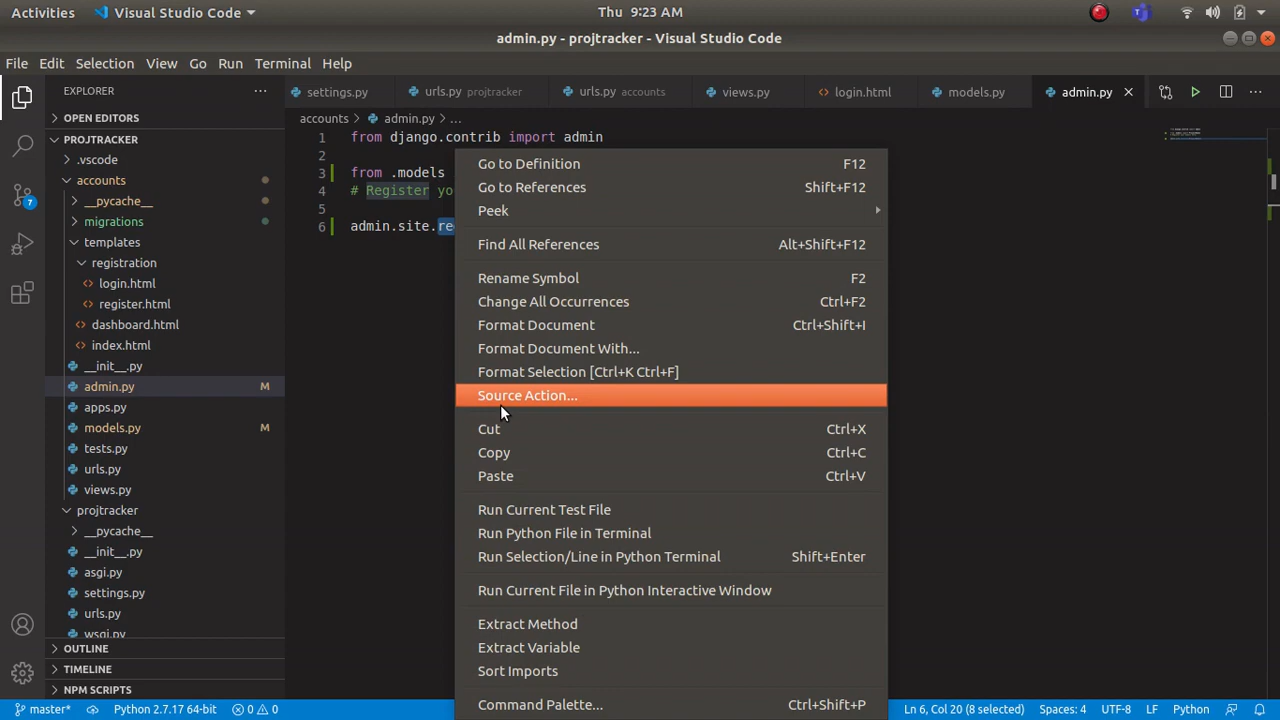 Activities Visual Studio Code Thu 9:23 AM
admin.py - projtracker - Visual Studio Code
File Edit Selection View Go Run Terminal Help
EXPLORER
settings.py urls.py projtracker urls.py accounts views.py login.html models.py admin.py
OPEN EDITORS
PROJTRACKER
.vscode
accounts
__pycache__
migrations
templates
registration
login.html
register.html
dashboard.html
index.html
__init__.py
admin.py M
apps.py
models.py M
tests.py
urls.py
views.py
projtracker
__pycache__
__init__.py
asgi.py
settings.py
urls.py
wsgi.py
OUTLINE
TIMELINE
NPM SCRIPTS
accounts > admin.py > ...
1 from django.contrib import admin
2
3 from .models
4 # Register yo
5
6 admin.site.re
Go to Definition F12
Go to References Shift+F12
Peek
Find All References Alt+Shift+F12
Rename Symbol F2
Change All Occurrences Ctrl+F2
Format Document Ctrl+Shift+I
Format Document With...
Format Selection [Ctrl+K Ctrl+F]
Source Action...
Cut Ctrl+X
Copy Ctrl+C
Paste Ctrl+V
Run Current Test File
Run Python File in Terminal
Run Selection/Line in Python Terminal Shift+Enter
Run Current File in Python Interactive Window
Extract Method
Extract Variable
Sort Imports
Command Palette... Ctrl+Shift+P
7
master* Python 2.7.17 64-bit 0 0 Ln 6, Col 20 (8 selected) Spaces: 4 UTF-8 LF Python